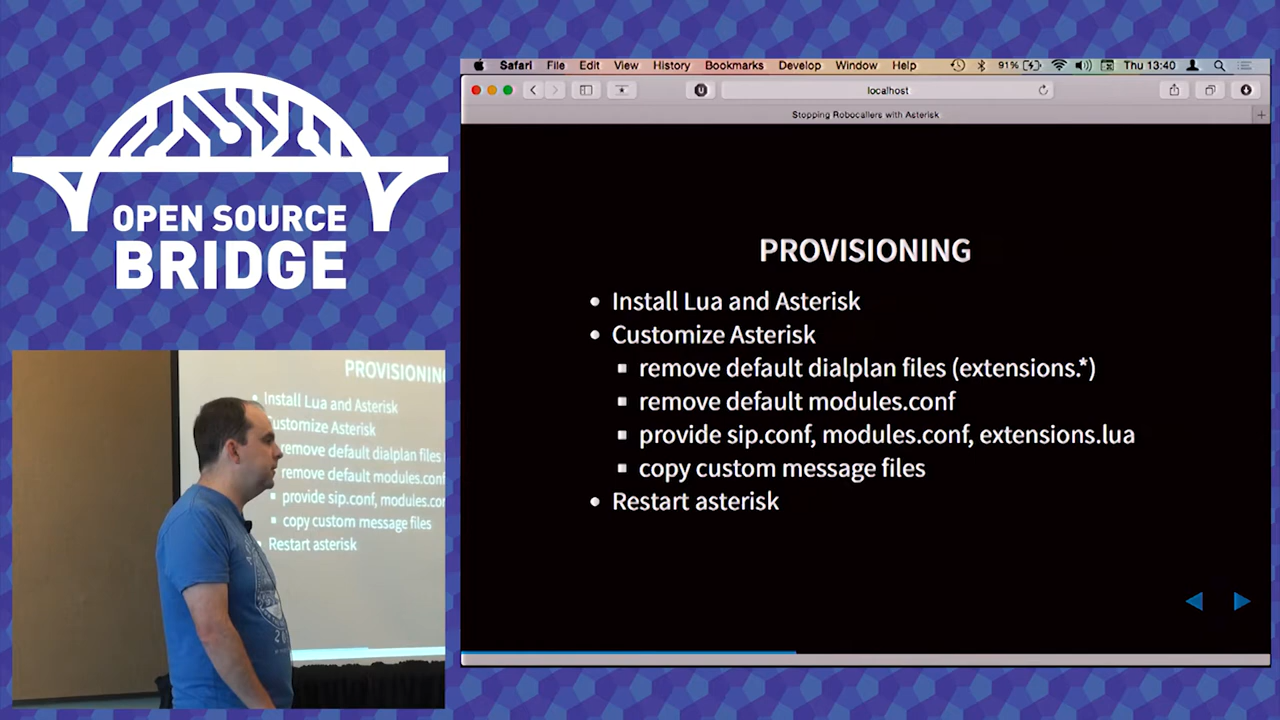 OPEN SOURCE
BRIDGE
Safari File Edit View History Bookmarks Develop Window Help 91% Thu 13:40
localhost
Stopping Robocallers with Asterisk
PROVISIONING
• Install Lua and Asterisk
• Customize Asterisk
▪ remove default dialplan files (extensions.*)
▪ remove default modules.conf
▪ provide sip.conf, modules.conf, extensions.lua
▪ copy custom message files
• Restart asterisk
PROVISIONING
• Install Lua and Asterisk
Customize Asterisk
remove default dialplan files
remove default modules.conf
▪ provide sip.conf, modules.co
▪ copy custom message files
Restart asterisk